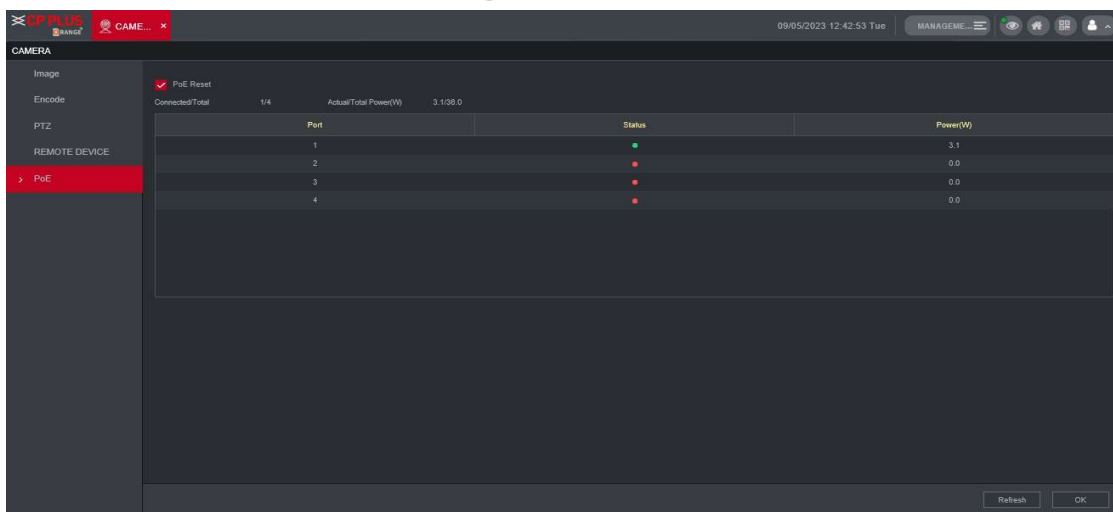 CP PLUS
ORANGE
CAME...
09/05/2023 12:42:53 Tue
MANAGEME...
CAMERA
Image
Encode
PTZ
REMOTE DEVICE
PoE
PoE Reset
Connected/Total 1/4 Actual/Total Power(W) 3.1/36.0
Port Status Power(W)
1 3.1
2 0.0
3 0.0
4 0.0
Refresh OK